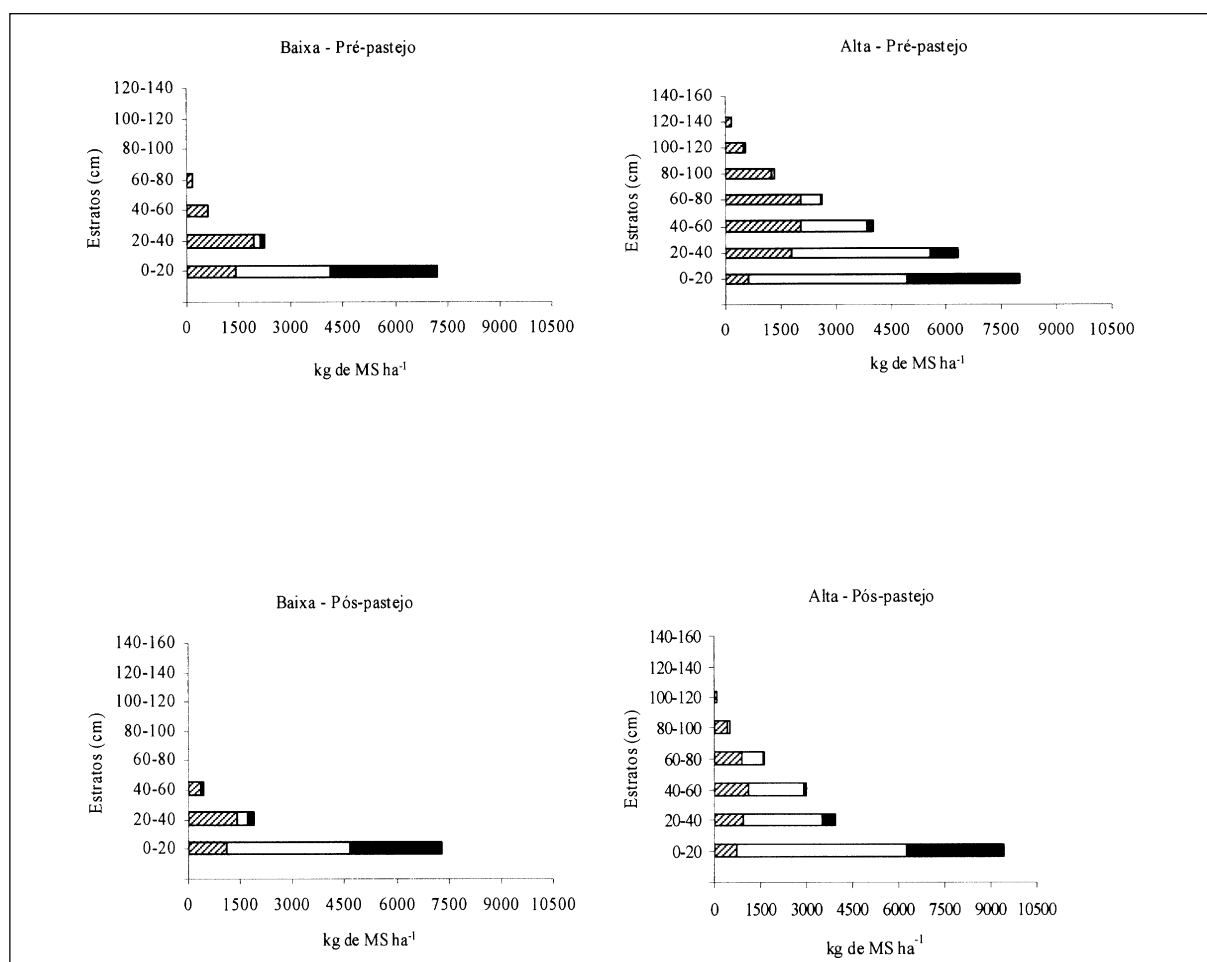 Baixa - Pré-pastejo
Estratos (cm)
120-140
100-120
80-100
60-80
40-60
20-40
0-20
0 1500 3000 4500 6000 7500 9000 10500
kg de MS ha⁻¹
Alta - Pré-pastejo
Estratos (cm)
140-160
120-140
100-120
80-100
60-80
40-60
20-40
0-20
0 1500 3000 4500 6000 7500 9000 10500
kg de MS ha⁻¹
Baixa - Pós-pastejo
Estratos (cm)
140-160
120-140
100-120
80-100
60-80
40-60
20-40
0-20
0 1500 3000 4500 6000 7500 9000 10500
kg de MS ha⁻¹
Alta - Pós-pastejo
Estratos (cm)
140-160
120-140
100-120
80-100
60-80
40-60
20-40
0-20
0 1500 3000 4500 6000 7500 9000 10500
kg de MS ha⁻¹